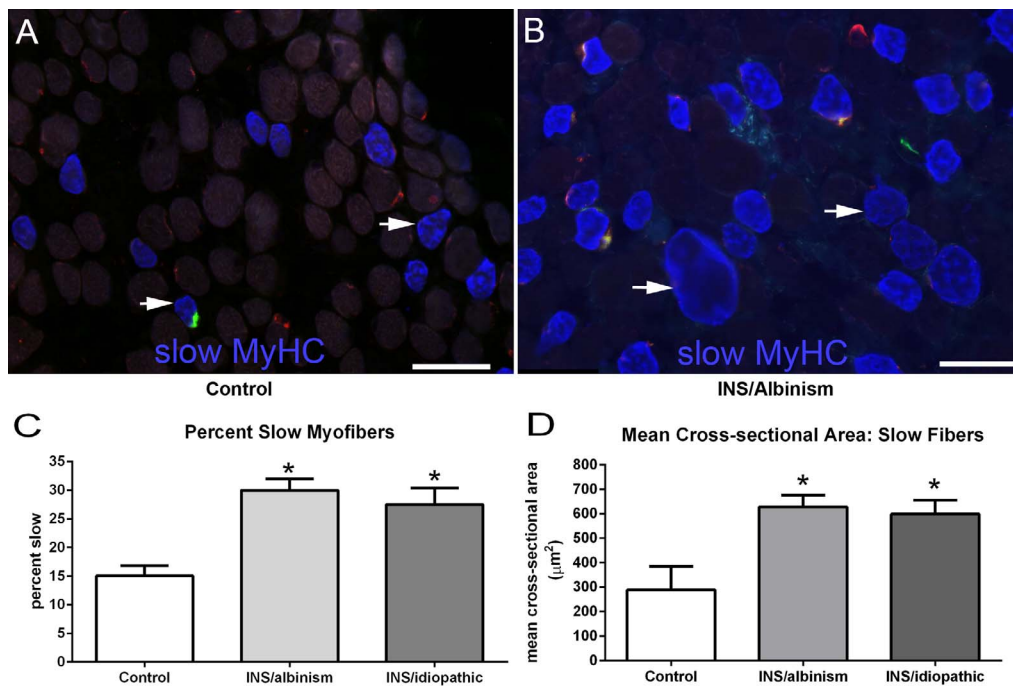 A
B
slow MyHC
slow MyHC
Control
INS/Albinism
C
Percent Slow Myofibers
percent slow
35
30
25
20
15
10
5
0
*
*
Control
INS/albinism
INS/idiopathic
D
Mean Cross-sectional Area: Slow Fibers
mean cross-sectional area
(μm²)
800
700
600
500
400
300
200
100
0
*
*
Control
INS/albinism
INS/idiopathic